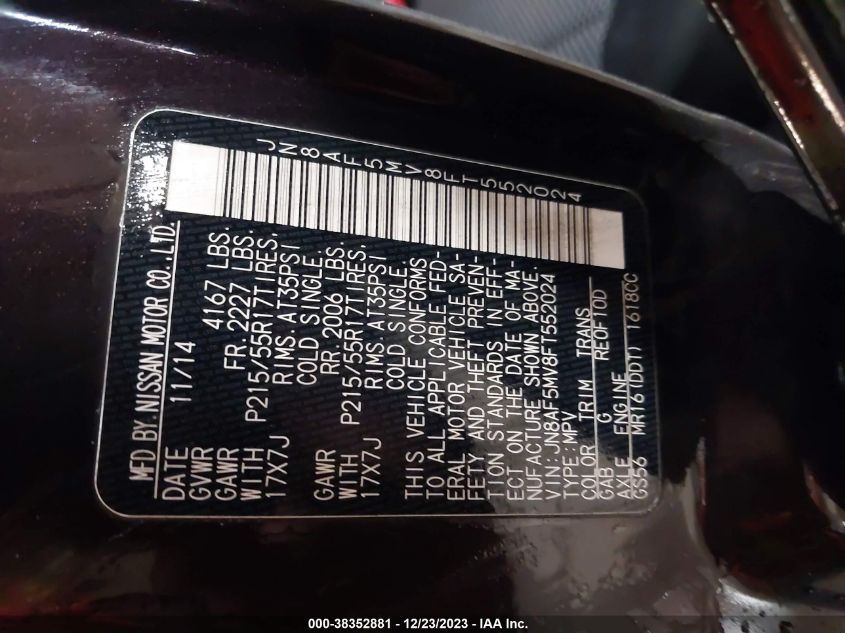 JN8AF5MV8FT552024
MFD BY NISSAN MOTOR CO.,LTD.
DATE 11/14
GVWR 4167 LBS.
GAWR FR. 2227 LBS.
WITH P215/55R17TIRES.
17X7J RIMS.AT35PSI
COLD SINGLE.
GAWR RR.2006 LBS.
WITH P215/55R17TIRES.
17X7J RIMS.AT35PSI
COLD SINGLE
THIS VEHICLE CONFORMS
TO ALL APPLICABLE FED-
ERAL MOTOR VEHICLE SA-
FETY AND THEFT PREVEN-
TION STANDARDS IN EFF-
ECT ON THE DATE OF MA-
NUFACTURE SHOWN ABOVE.
VIN:JN8AF5MV8FT552024
TYPE:MPV
COLOR TRIM TRANS
GAB G REOF10D
AXLE ENGINE
GS56 MR16(DDT) 1618CC
000-38352881 - 12/23/2023 - IAA Inc.